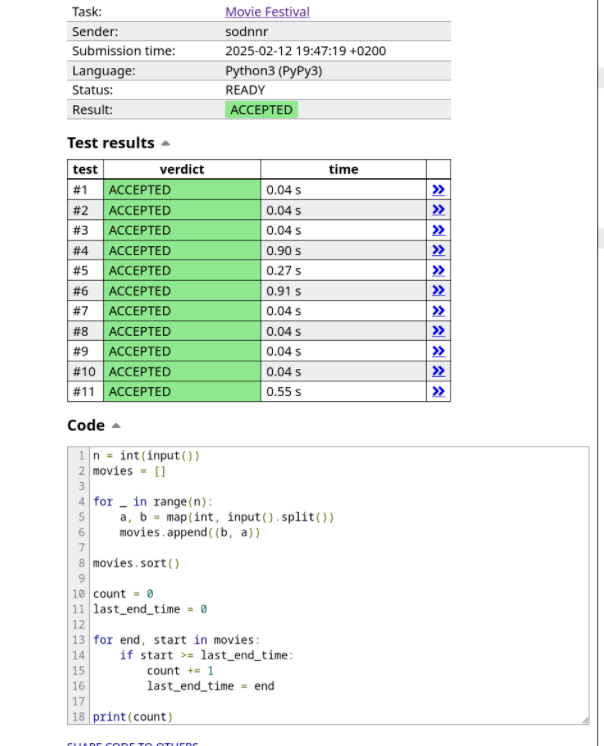 Task: Movie Festival
Sender: sodnnr
Submission time: 2025-02-12 19:47:19 +0200
Language: Python3 (PyPy3)
Status: READY
Result: ACCEPTED
Test results
test verdict time
#1 ACCEPTED 0.04 s »
#2 ACCEPTED 0.04 s »
#3 ACCEPTED 0.04 s »
#4 ACCEPTED 0.90 s »
#5 ACCEPTED 0.27 s »
#6 ACCEPTED 0.91 s »
#7 ACCEPTED 0.04 s »
#8 ACCEPTED 0.04 s »
#9 ACCEPTED 0.04 s »
#10 ACCEPTED 0.04 s »
#11 ACCEPTED 0.55 s »
Code
1 n = int(input())
2 movies = []
3
4 for _ in range(n):
5     a, b = map(int, input().split())
6     movies.append((b, a))
7
8 movies.sort()
9
10 count = 0
11 last_end_time = 0
12
13 for end, start in movies:
14     if start >= last_end_time:
15         count += 1
16         last_end_time = end
17
18 print(count)
SHARE CODE TO OTHERS